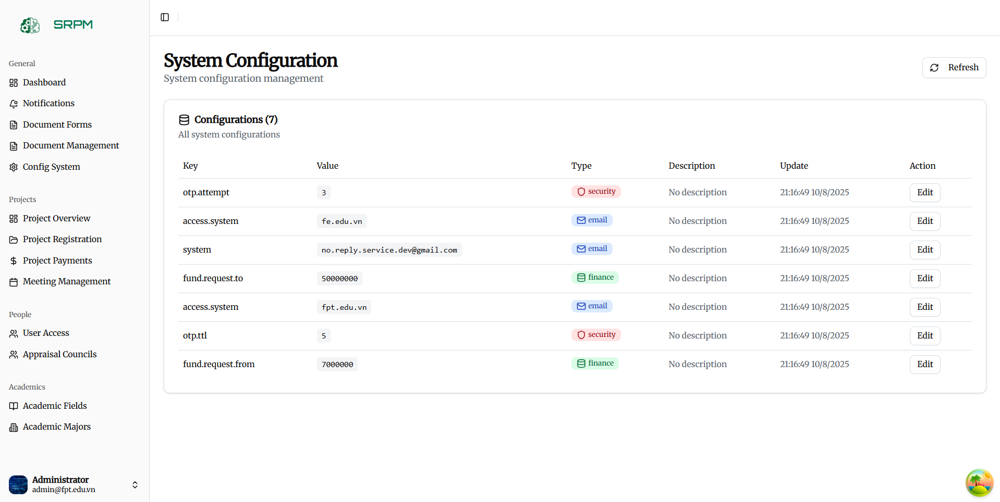 SRPM
General
Dashboard
Notifications
Document Forms
Document Management
Config System
Projects
Project Overview
Project Registration
Project Payments
Meeting Management
People
User Access
Appraisal Councils
Academics
Academic Fields
Academic Majors
Administrator
admin@fpt.edu.vn
System Configuration
System configuration management
Refresh
Configurations (7)
All system configurations
Key Value Type Description Update Action
otp.attempt 3 security No description 21:16:49 10/8/2025 Edit
access.system fe.edu.vn email No description 21:16:49 10/8/2025 Edit
system no.reply.service.dev@gmail.com email No description 21:16:49 10/8/2025 Edit
fund.request.to 50000000 finance No description 21:16:49 10/8/2025 Edit
access.system fpt.edu.vn email No description 21:16:49 10/8/2025 Edit
otp.ttl 5 security No description 21:16:49 10/8/2025 Edit
fund.request.from 7000000 finance No description 21:16:49 10/8/2025 Edit